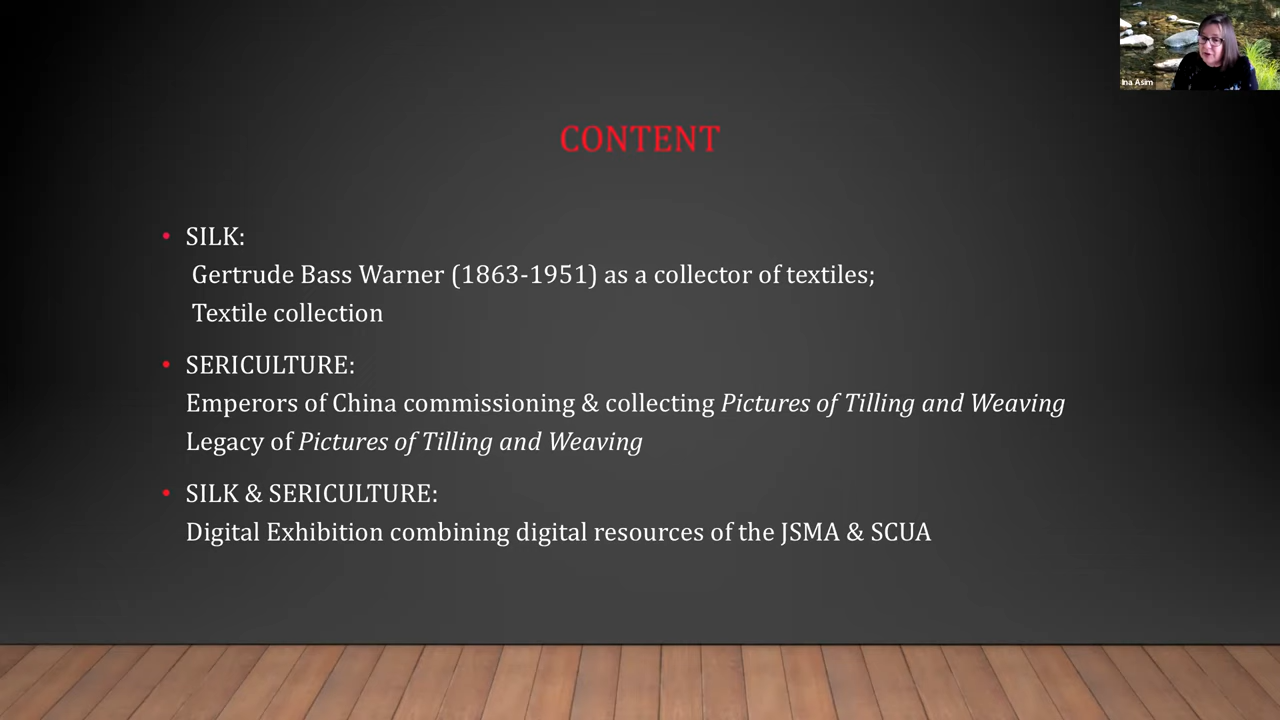 Ina Asim
CONTENT
• SILK:
Gertrude Bass Warner (1863-1951) as a collector of textiles;
Textile collection
• SERICULTURE:
Emperors of China commissioning & collecting Pictures of Tilling and Weaving
Legacy of Pictures of Tilling and Weaving
• SILK & SERICULTURE:
Digital Exhibition combining digital resources of the JSMA & SCUA